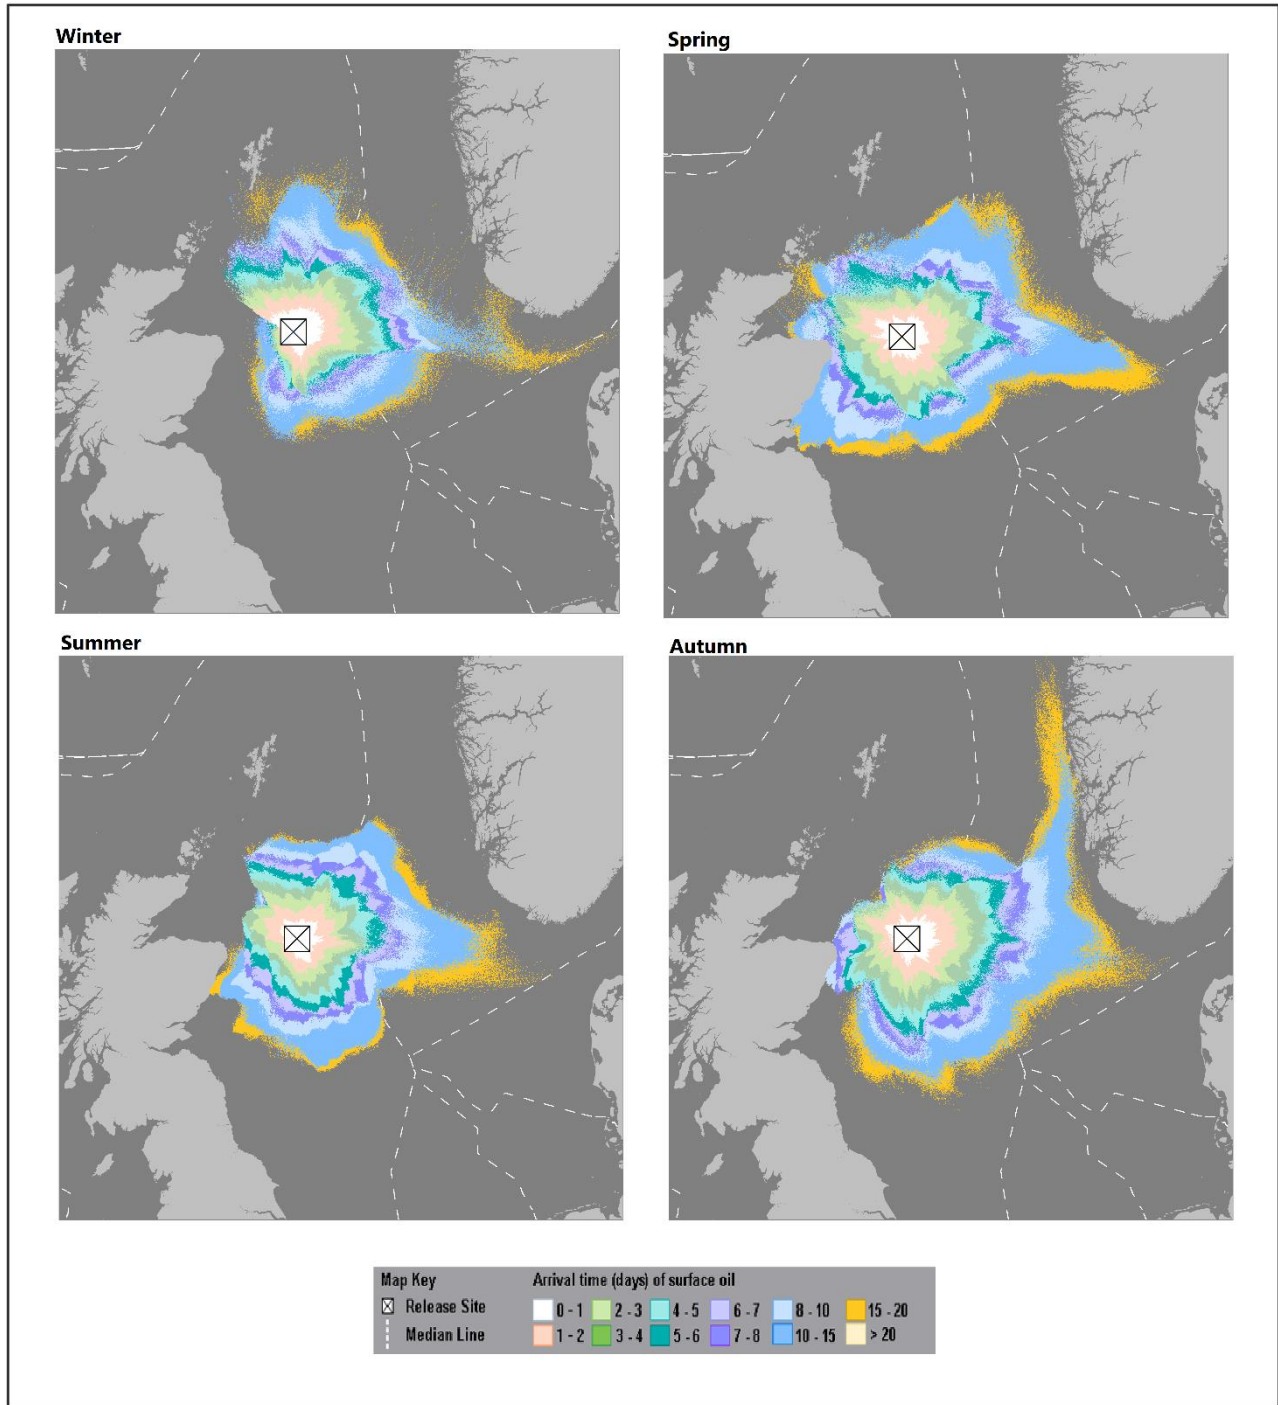 Winter
Spring
Summer
Autumn
Map Key
Arrival time (days) of surface oil
Release Site
0 - 1
2 - 3
4 - 5
6 - 7
8 - 10
15 - 20
Median Line
1 - 2
3 - 4
5 - 6
7 - 8
10 - 15
> 20